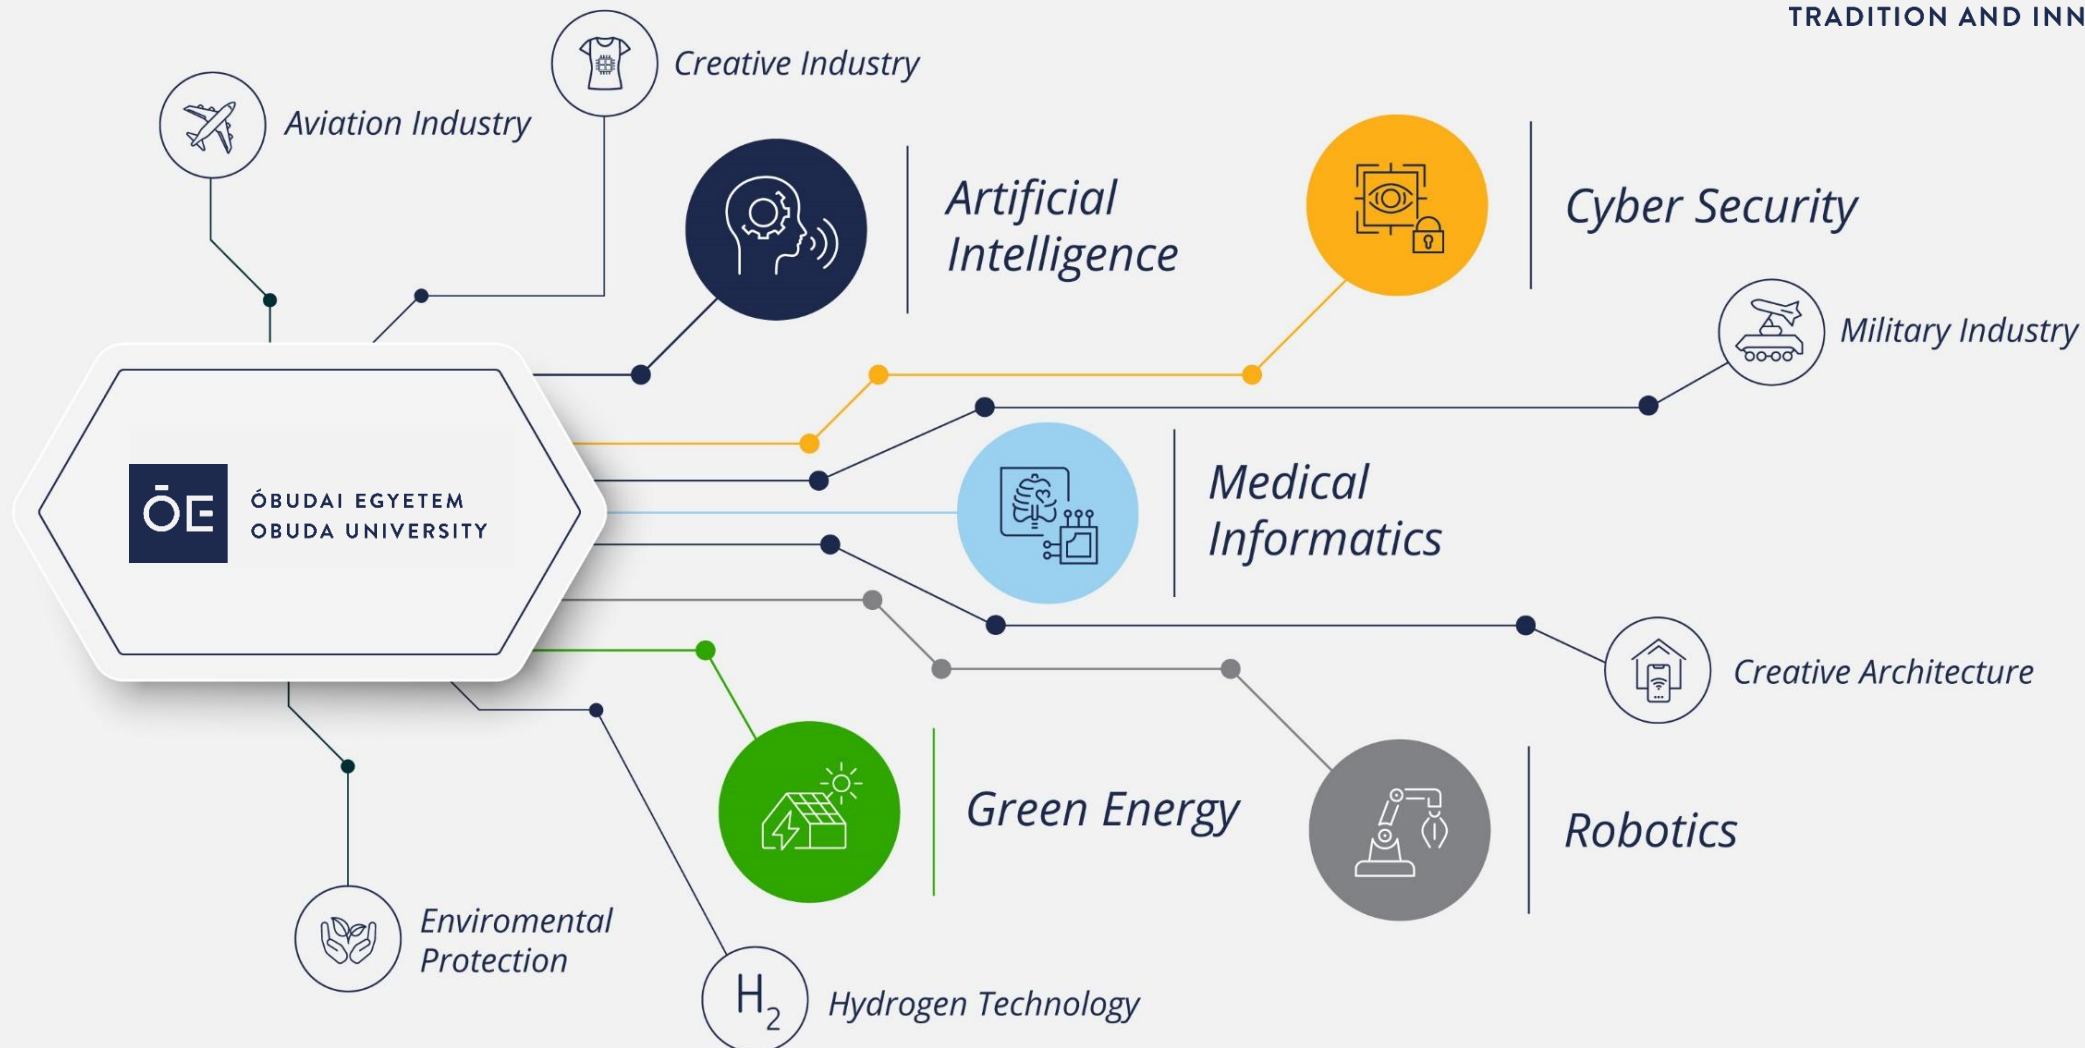 TRADITION AND INN
Creative Industry
Aviation Industry
Artificial
Intelligence
Cyber Security
Military Industry
ŌE
ÓBUDAI EGYETEM
OBUDA UNIVERSITY
Medical
Informatics
Creative Architecture
Green Energy
Robotics
Enviromental
Protection
H₂
Hydrogen Technology